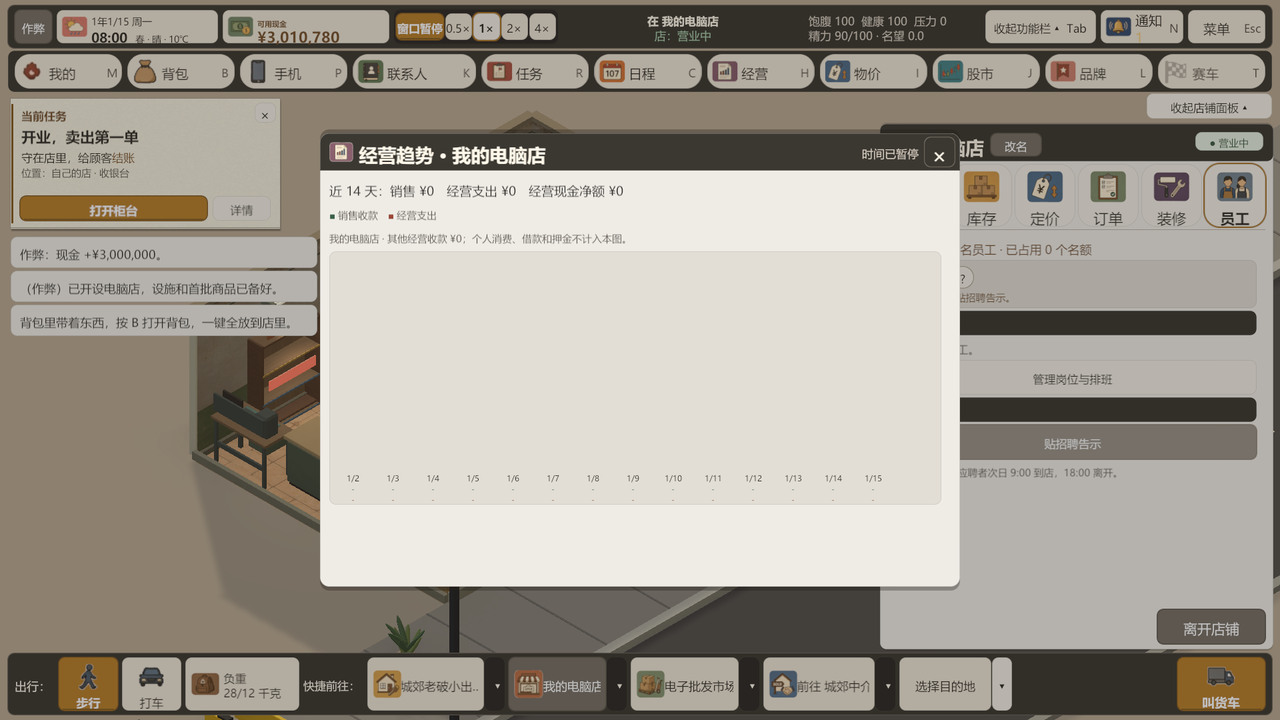 作弊
1年1/15 周一
08:00 春·晴·10°C
可用现金
¥3,010,780
窗口暂停 0.5× 1× 2× 4×
在 我的电脑店
店：营业中
饱腹 100 健康 100 压力 0
精力 90/100 · 名望 0.0
收起功能栏 ▴ Tab
通知 N
1
菜单 Esc
我的 M
背包 B
手机 P
联系人 K
任务 R
日程 C
107
经营 H
物价 I
股市 J
品牌 L
赛车 T
当前任务
×
开业，卖出第一单
守在店里，给顾客结账
位置：自己的店 · 收银台
打开柜台
详情
作弊：现金 +¥3,000,000。
（作弊）已开设电脑店，设施和首批商品已备好。
背包里带着东西，按 B 打开背包，一键全放到店里。
经营趋势 • 我的电脑店
时间已暂停
×
近 14 天：销售 ¥0 经营支出 ¥0 经营现金净额 ¥0
■ 销售收款 ■ 经营支出
我的电脑店 · 其他经营收款 ¥0；个人消费、借款和押金不计入本图。
1/2 1/3 1/4 1/5 1/6 1/7 1/8 1/9 1/10 1/11 1/12 1/13 1/14 1/15
- - - - - - - - - - - - - -
- - - - - - - - - - - - - -
收起店铺面板 ▴
脑店
改名
● 营业中
库存
定价
订单
装修
员工
名员工 · 已占用 0 个名额
?
贴招聘告示。
工。
管理岗位与排班
贴招聘告示
应聘者次日 9:00 到店，18:00 离开。
离开店铺
出行：
步行
打车
负重
28/12 千克
快捷前往：
城郊老破小出..
▾
我的电脑店
▾
电子批发市场
▾
前往 城郊中介
▾
选择目的地
▾
叫货车